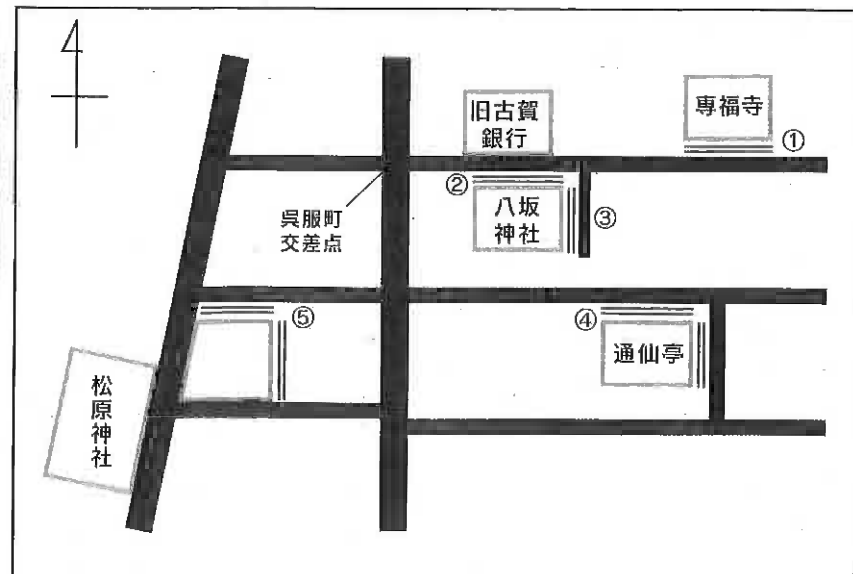 旧古賀
銀行
専福寺
①
②
八坂
神社
③
呉服町
交差点
⑤
④
通仙亭
松原神社